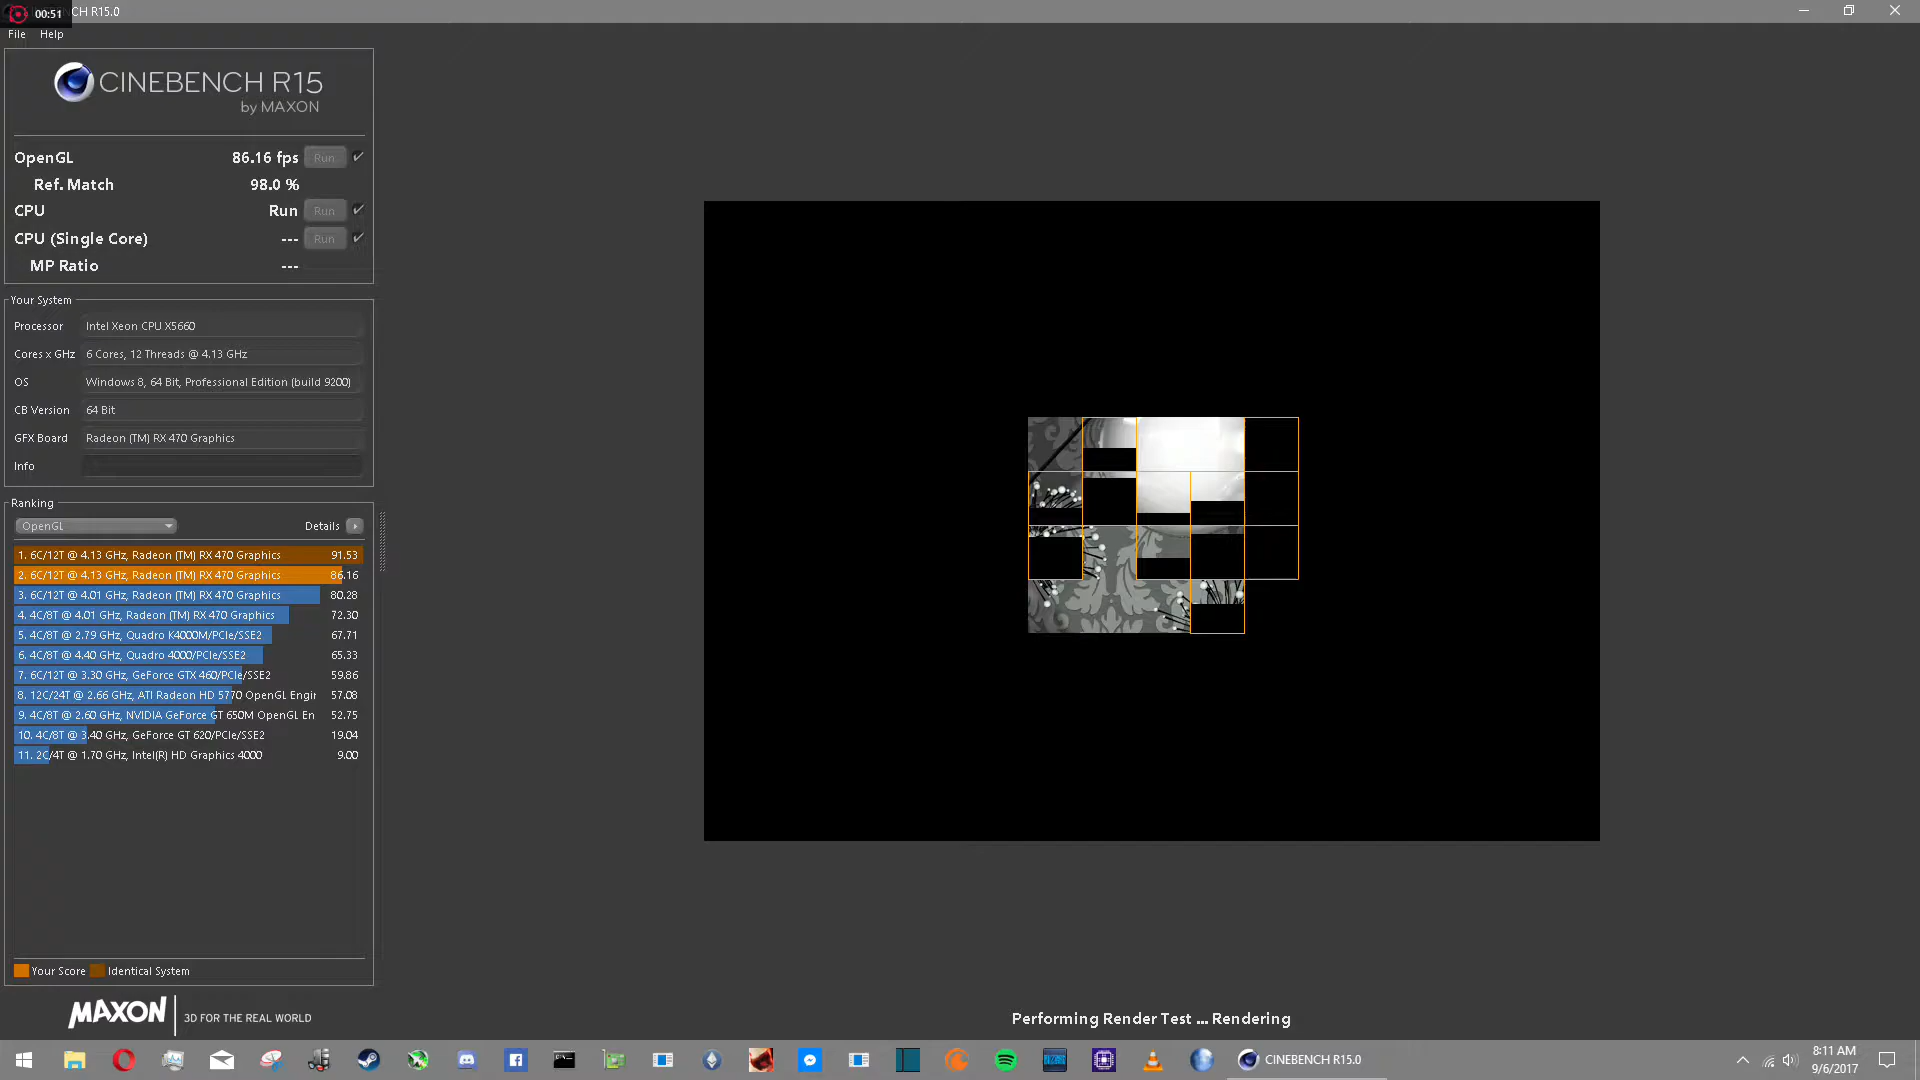 00:51
CH R15.0
File Help
CINEBENCH R15
by MAXON
OpenGL 86.16 fps Run
Ref. Match 98.0 %
CPU Run Run
CPU (Single Core) --- Run
MP Ratio ---
Your System
Processor Intel Xeon CPU X5660
Cores x GHz 6 Cores, 12 Threads @ 4.13 GHz
OS Windows 8, 64 Bit, Professional Edition (build 9200)
CB Version 64 Bit
GFX Board Radeon (TM) RX 470 Graphics
Info
Ranking
OpenGL Details
1. 6C/12T @ 4.13 GHz, Radeon (TM) RX 470 Graphics 91.53
2. 6C/12T @ 4.13 GHz, Radeon (TM) RX 470 Graphics 86.16
3. 6C/12T @ 4.01 GHz, Radeon (TM) RX 470 Graphics 80.28
4. 4C/8T @ 4.01 GHz, Radeon (TM) RX 470 Graphics 72.30
5. 4C/8T @ 2.79 GHz, Quadro K4000M/PCIe/SSE2 67.71
6. 4C/8T @ 4.40 GHz, Quadro 4000/PCIe/SSE2 65.33
7. 6C/12T @ 3.30 GHz, GeForce GTX 460/PCIe/SSE2 59.86
8. 12C/24T @ 2.66 GHz, ATI Radeon HD 5770 OpenGL Engir 57.08
9. 4C/8T @ 2.60 GHz, NVIDIA GeForce GT 650M OpenGL En 52.75
10. 4C/8T @ 3.40 GHz, GeForce GT 620/PCIe/SSE2 19.04
11. 2C/4T @ 1.70 GHz, Intel(R) HD Graphics 4000 9.00
Your Score Identical System
MAXON 3D FOR THE REAL WORLD
Performing Render Test ... Rendering
CINEBENCH R15.0
8:11 AM
9/6/2017